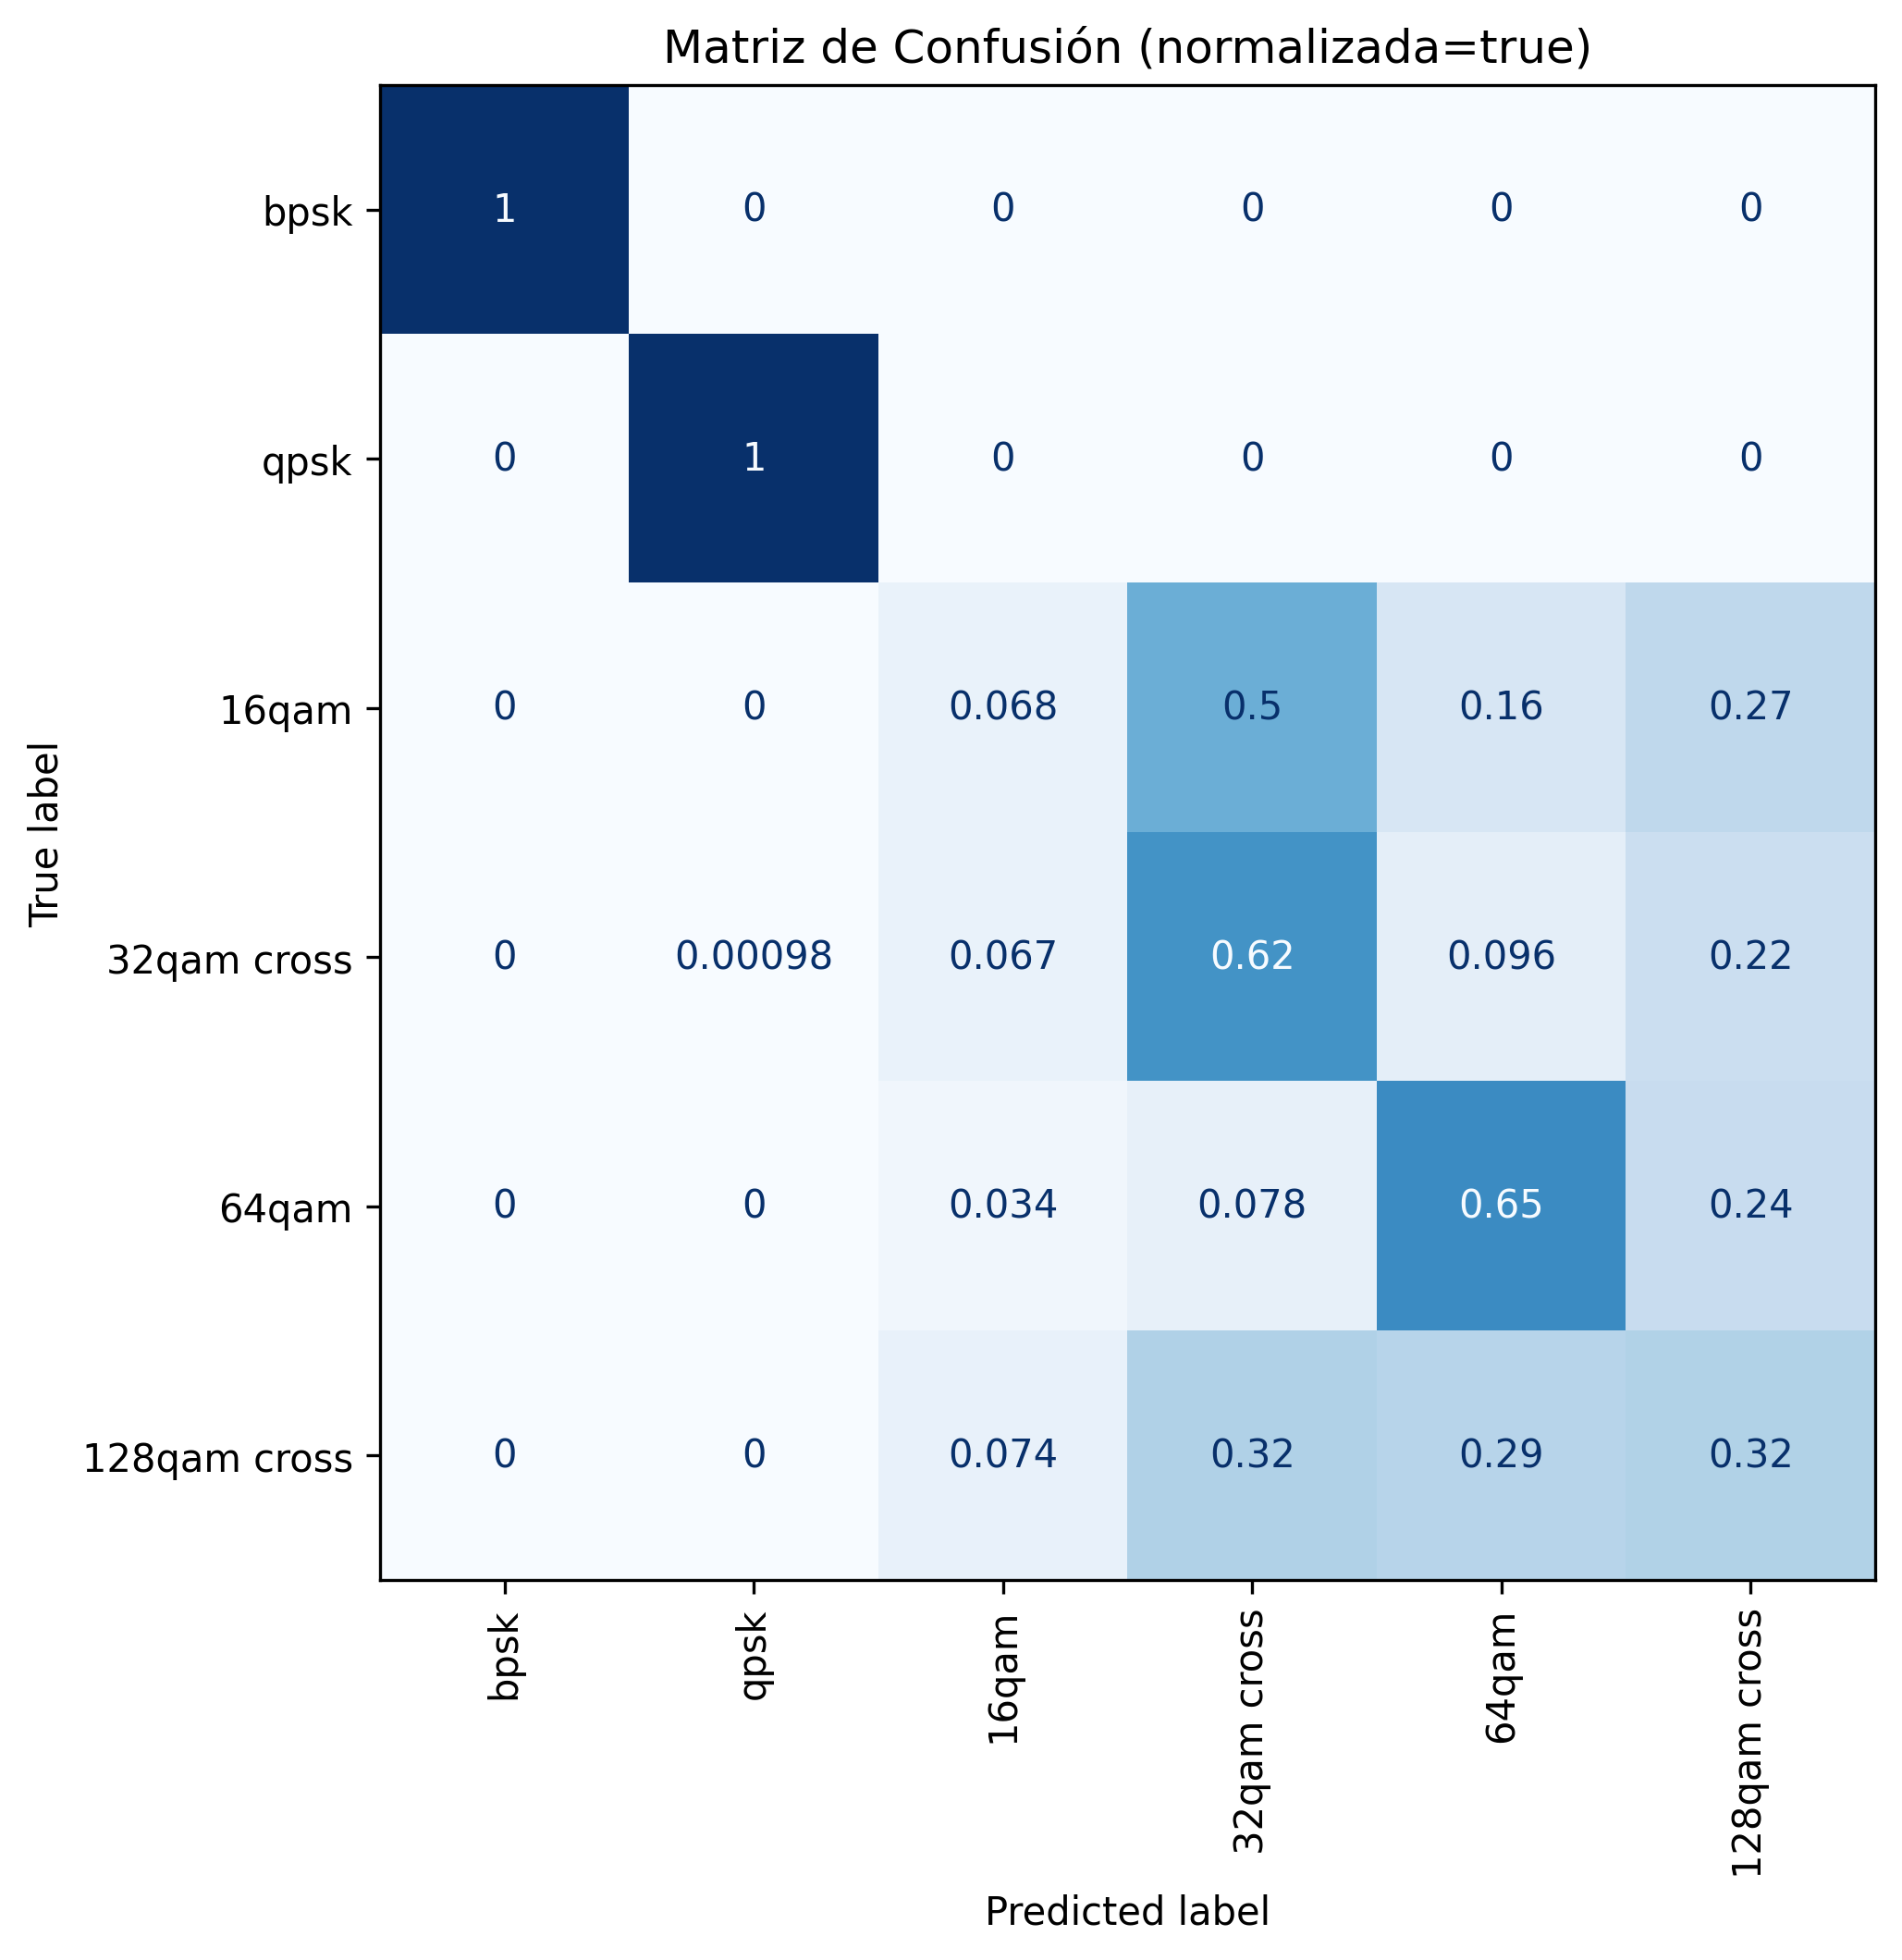 Matriz de Confusión (normalizada=true)
True label
bpsk 1 0 0 0 0 0
qpsk 0 1 0 0 0 0
16qam 0 0 0.068 0.5 0.16 0.27
32qam cross 0 0.00098 0.067 0.62 0.096 0.22
64qam 0 0 0.034 0.078 0.65 0.24
128qam cross 0 0 0.074 0.32 0.29 0.32
bpsk qpsk 16qam 32qam cross 64qam 128qam cross
Predicted label